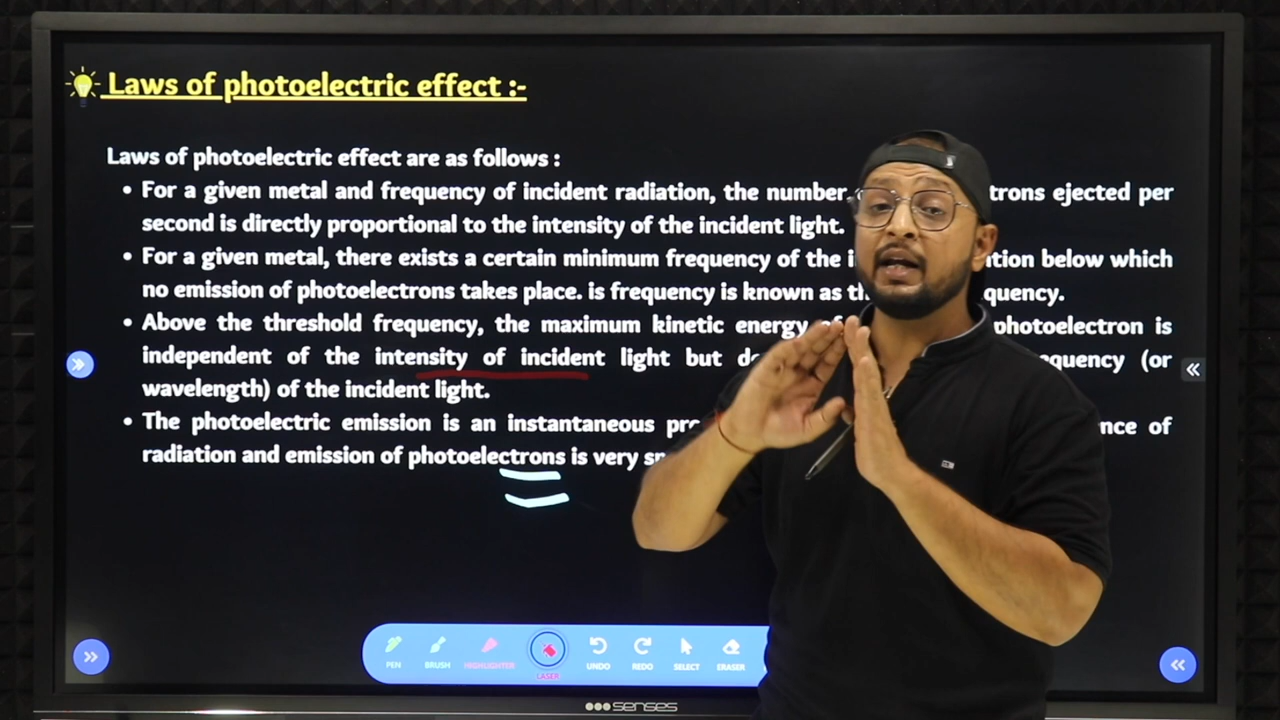 Laws of photoelectric effect :-
Laws of photoelectric effect are as follows :
• For a given metal and frequency of incident radiation, the number trons ejected per
second is directly proportional to the intensity of the incident light.
• For a given metal, there exists a certain minimum frequency of the tion below which
no emission of photoelectrons takes place. is frequency is known as quency.
• Above the threshold frequency, the maximum kinetic energy photoelectron is
independent of the intensity of incident light but equency (or
wavelength) of the incident light.
• The photoelectric emission is an instantaneous nce of
radiation and emission of photoelectrons is very
PEN BRUSH HIGHLIGHTER LASER UNDO REDO SELECT ERASER
senses